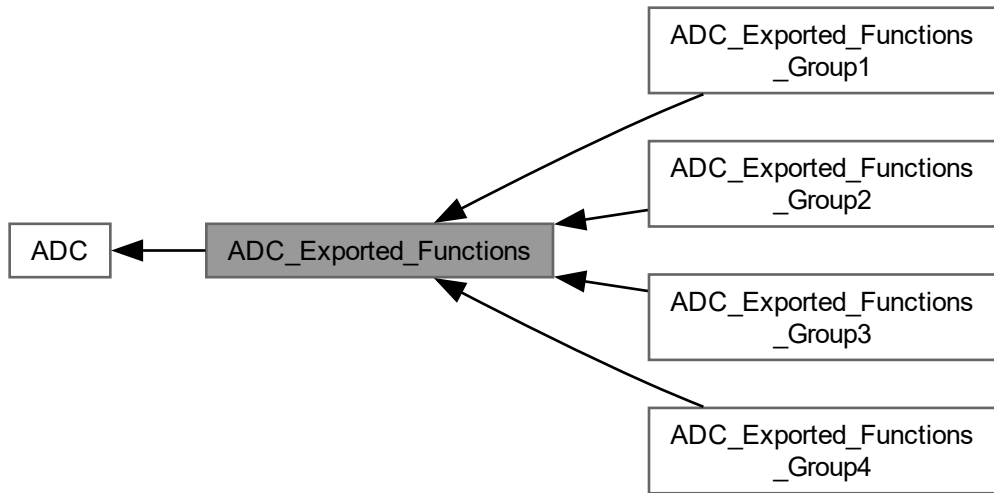 ADC_Exported_Functions
_Group1
ADC_Exported_Functions
_Group2
ADC
ADC_Exported_Functions
ADC_Exported_Functions
_Group3
ADC_Exported_Functions
_Group4